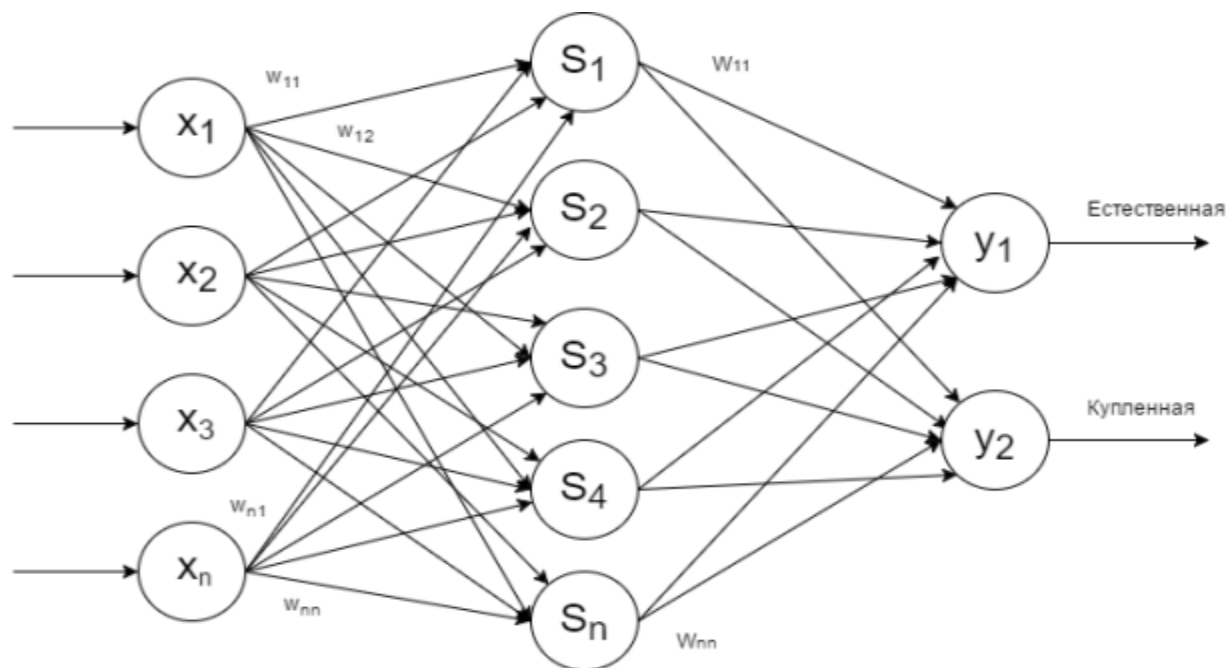 S1
w11
W11
x1
w12
S2
Естественная
y1
x2
S3
x3
Купленная
y2
S4
wn1
xn
wnn
Sn
Wnn